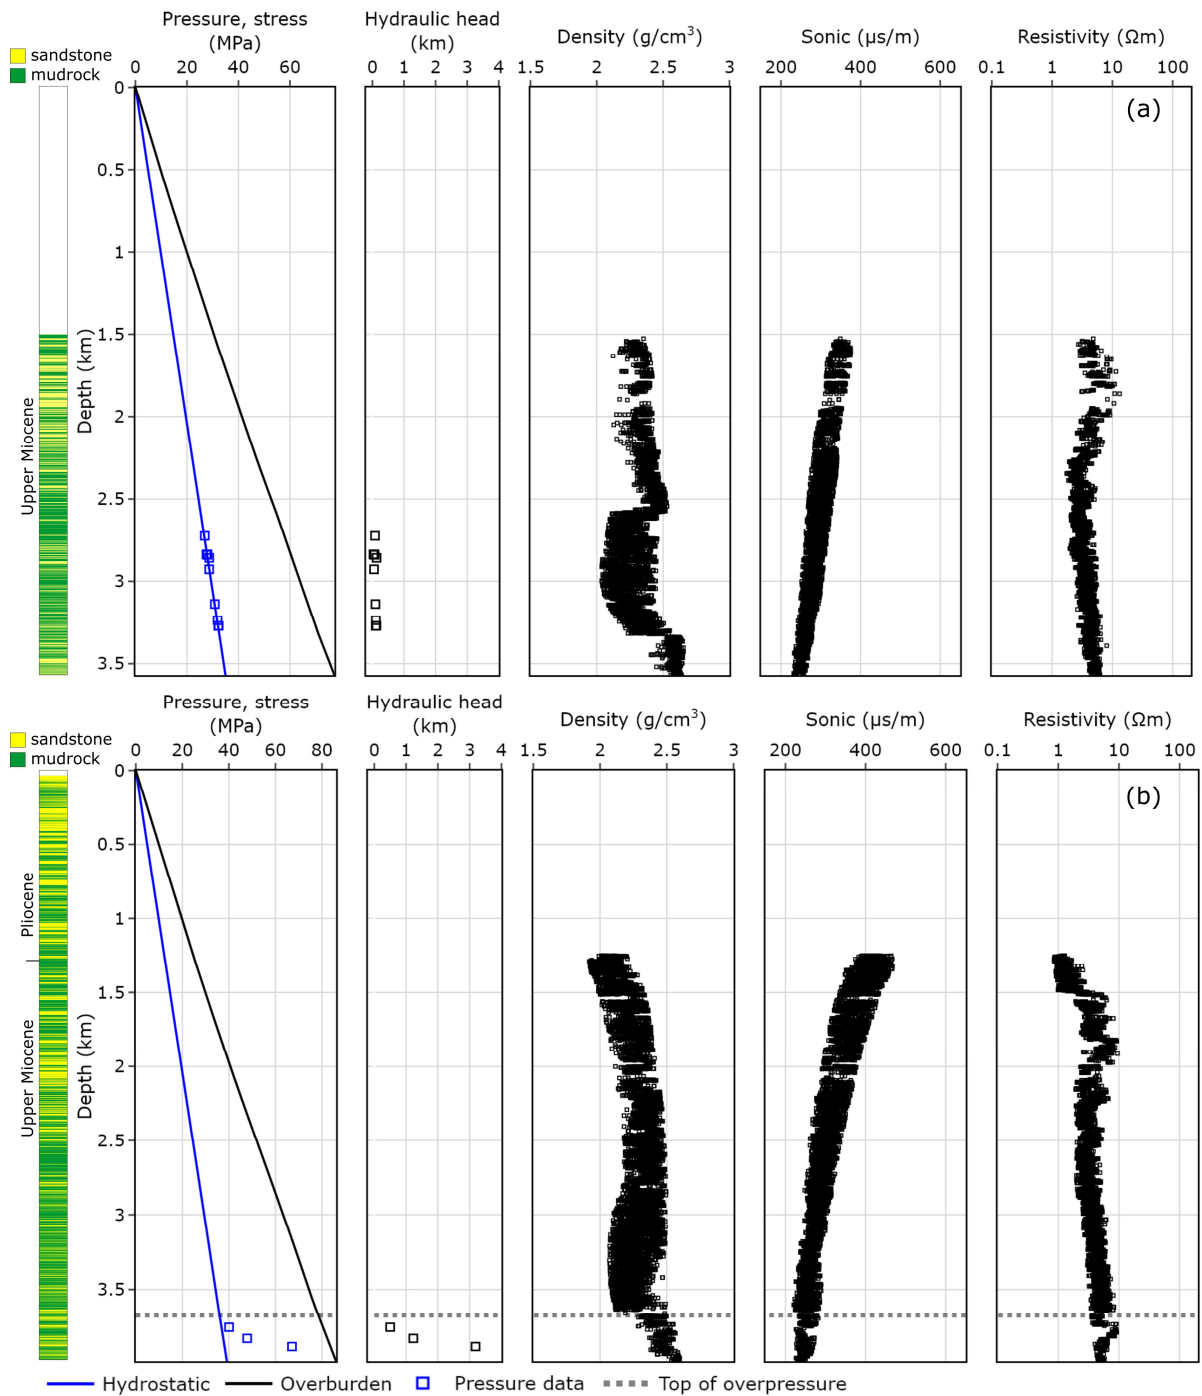 Pressure, stress
(MPa)
Hydraulic head
(km)
Density (g/cm³)
Sonic (μs/m)
Resistivity (Ωm)
sandstone
mudrock
0 20 40 60
0 1 2 3 4
1.5 2 2.5 3
200 400 600
0.1 1 10 100
(a)
0
0.5
1
1.5
2
2.5
3
3.5
Depth (km)
Upper Miocene
Pressure, stress
(MPa)
Hydraulic head
(km)
Density (g/cm³)
Sonic (μs/m)
Resistivity (Ωm)
sandstone
mudrock
0 20 40 60 80
0 1 2 3 4
1.5 2 2.5 3
200 400 600
0.1 1 10 100
(b)
0
0.5
1
1.5
2
2.5
3
3.5
Depth (km)
Pliocene
Upper Miocene
Hydrostatic
Overburden
Pressure data
Top of overpressure